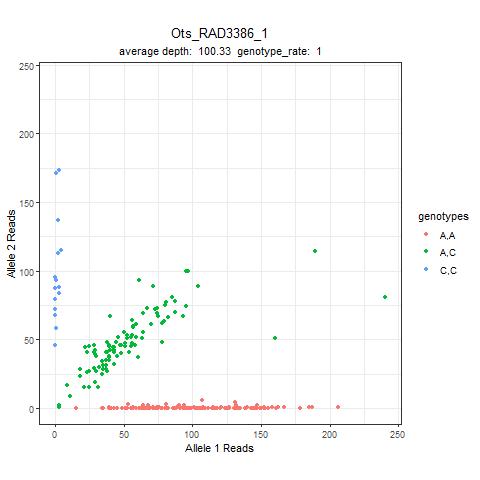 Ots_RAD3386_1
average depth: 100.33 genotype_rate: 1
250
200
150
100
50
0
Allele 2 Reads
0 50 100 150 200 250
Allele 1 Reads
genotypes
A,A
A,C
C,C